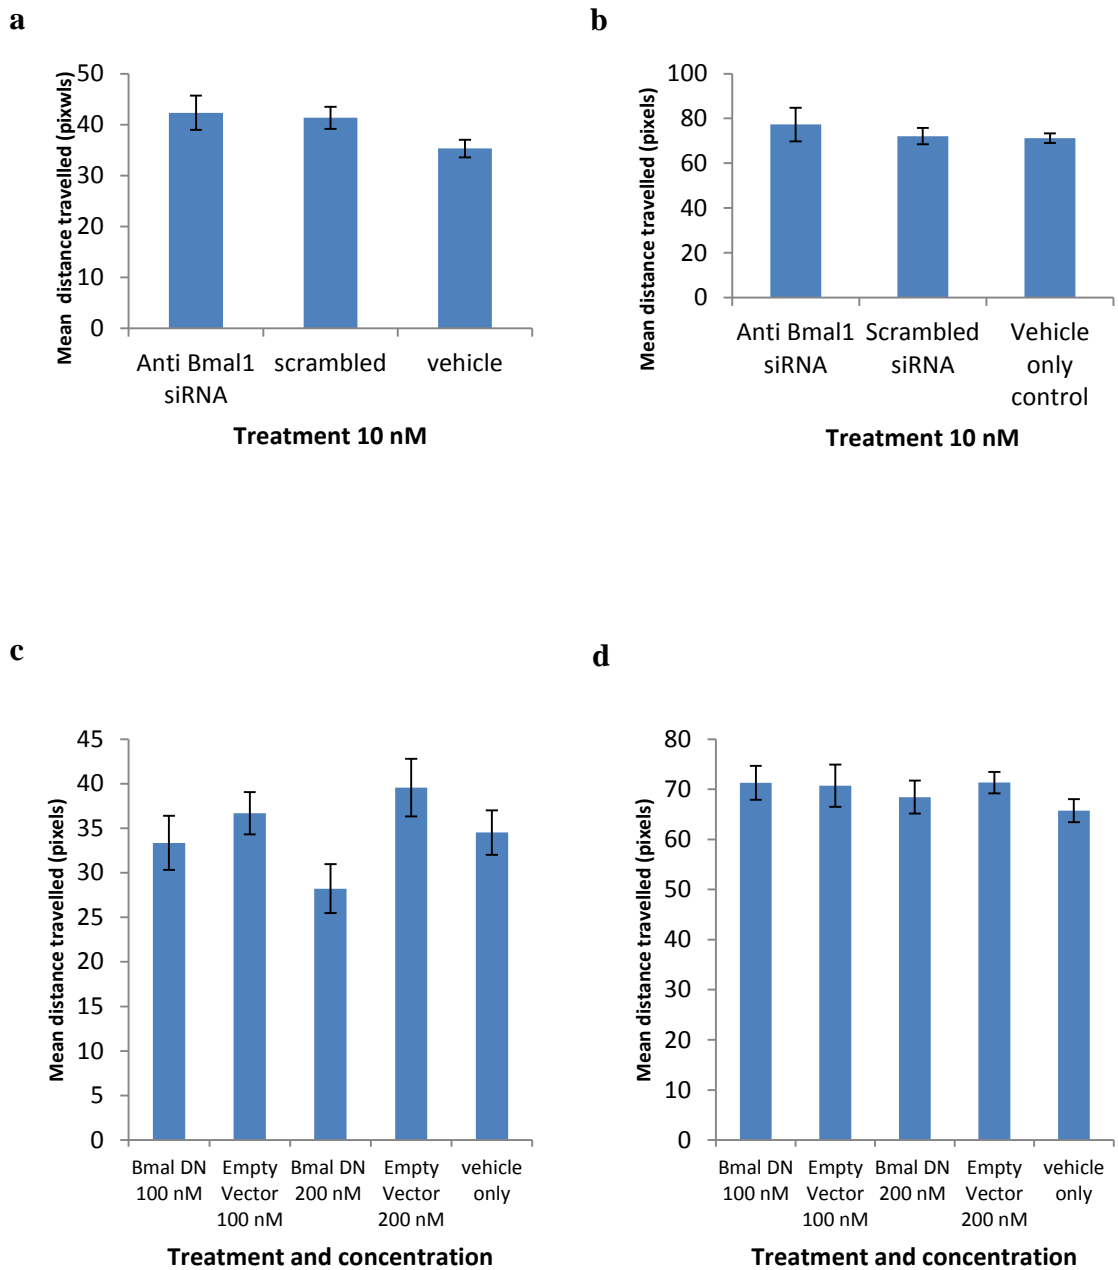 a
Mean distance travelled (pixwls)
50
40
30
20
10
0
Anti Bmal1
siRNA
scrambled
vehicle
Treatment 10 nM
b
Mean distance travelled (pixels)
100
80
60
40
20
0
Anti Bmal1
siRNA
Scrambled
siRNA
Vehicle
only
control
Treatment 10 nM
c
Mean distance travelled (pixels)
45
40
35
30
25
20
15
10
5
0
Bmal DN
100 nM
Empty
Vector
100 nM
Bmal DN
200 nM
Empty
Vector
200 nM
vehicle
only
Treatment and concentration
d
Mean distance travelled (pixels)
80
70
60
50
40
30
20
10
0
Bmal DN
100 nM
Empty
Vector
100 nM
Bmal DN
200 nM
Empty
Vector
200 nM
vehicle
only
Treatment and concentration